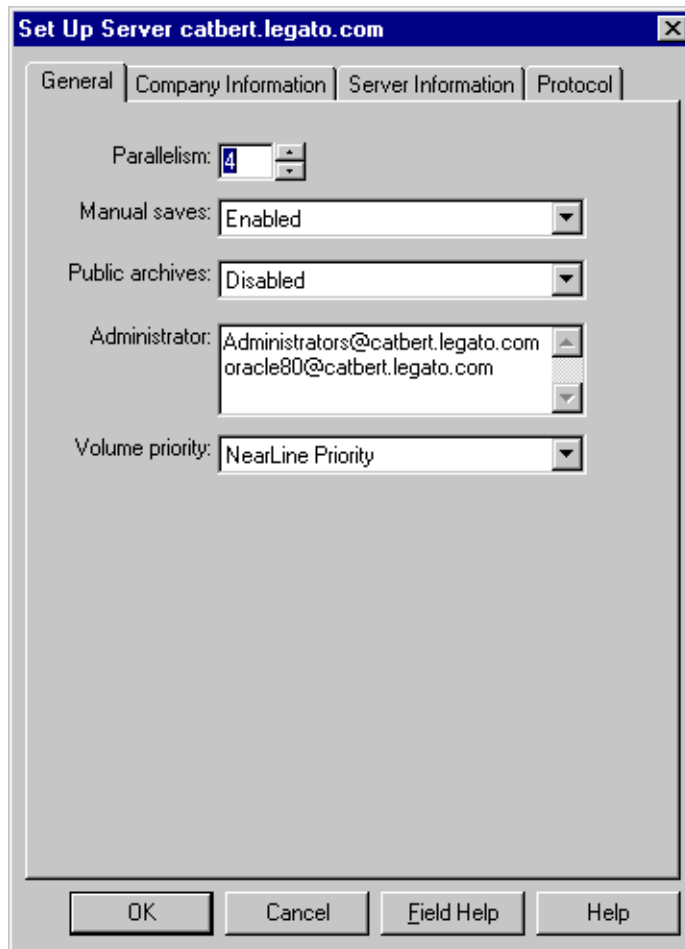 Set Up Server catbert.legato.com
General Company Information Server Information Protocol
Parallelism: 4
Manual saves: Enabled
Public archives: Disabled
Administrator: Administrators@catbert.legato.com
oracle80@catbert.legato.com
Volume priority: NearLine Priority
OK Cancel Field Help Help